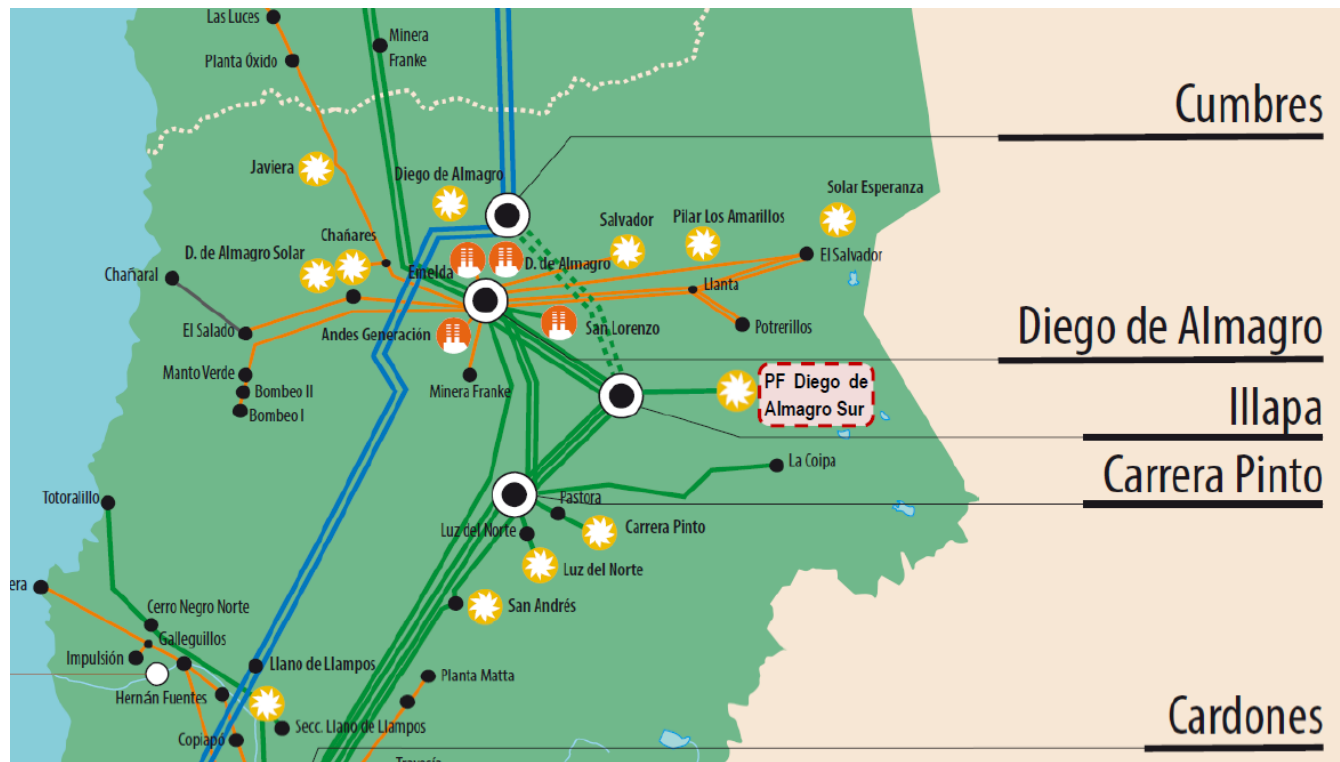 Las Luces
Minera
Franke
Planta Óxido
Cumbres
Javiera
Diego de Almagro
Solar Esperanza
Salvador
Pilar Los Amarillos
Chañares
D. de Almagro Solar
Emelda
D. de Almagro
El Salvador
Chañaral
Llanta
El Salado
Andes Generación
San Lorenzo
Potrerillos
Diego de Almagro
Manto Verde
Bombeo II
Bombeo I
Minera Franke
PF Diego de
Almagro Sur
Illapa
La Coipa
Carrera Pinto
Totoralillo
Pastora
Luz del Norte
Carrera Pinto
Luz del Norte
era
Cerro Negro Norte
San Andrés
Galleguillos
Impulsión
Llano de Llampos
Planta Matta
Hernán Fuentes
Secc. Llano de Llampos
Copiapó
Cardones